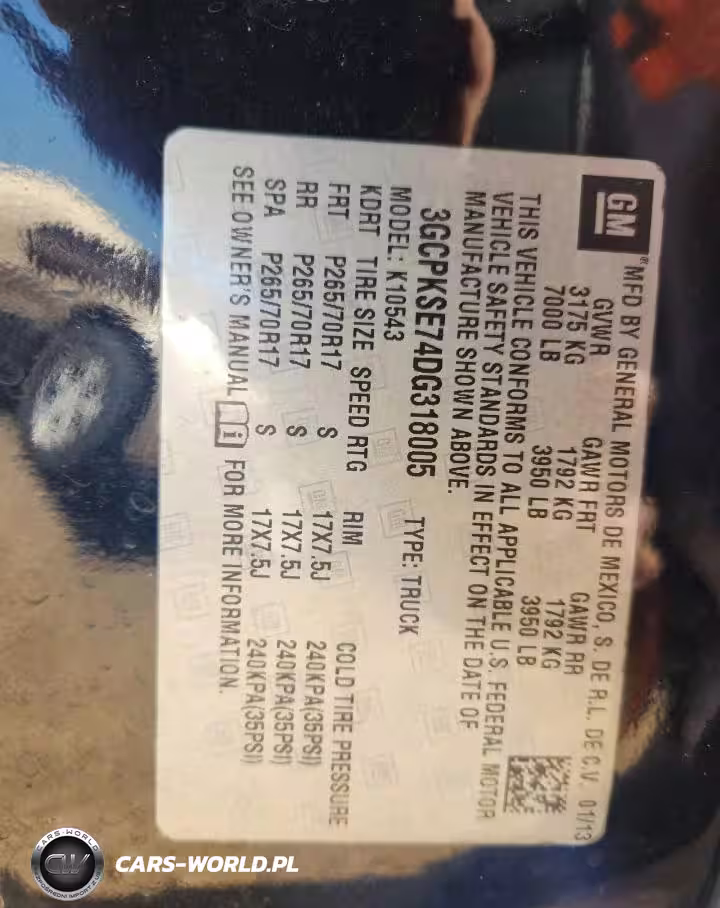 GM
® MFD BY GENERAL MOTORS DE MEXICO, S. DE R.L. DE C.V. 01/13
GVWR GAWR FRT GAWR RR
3175 KG 1792 KG 1792 KG
7000 LB 3950 LB 3950 LB
THIS VEHICLE CONFORMS TO ALL APPLICABLE U.S. FEDERAL MOTOR
VEHICLE SAFETY STANDARDS IN EFFECT ON THE DATE OF
MANUFACTURE SHOWN ABOVE.
3GCPKSE74DG318005 TYPE: TRUCK
MODEL: K10543
KDRT TIRE SIZE SPEED RTG RIM COLD TIRE PRESSURE
FRT P265/70R17 S 17X7.5J 240KPA(35PSI)
RR P265/70R17 S 17X7.5J 240KPA(35PSI)
SPA P265/70R17 S 17X7.5J 240KPA(35PSI)
SEE OWNER'S MANUAL FOR MORE INFORMATION.
CARS-WORLD
CW
CARS-WORLD.PL